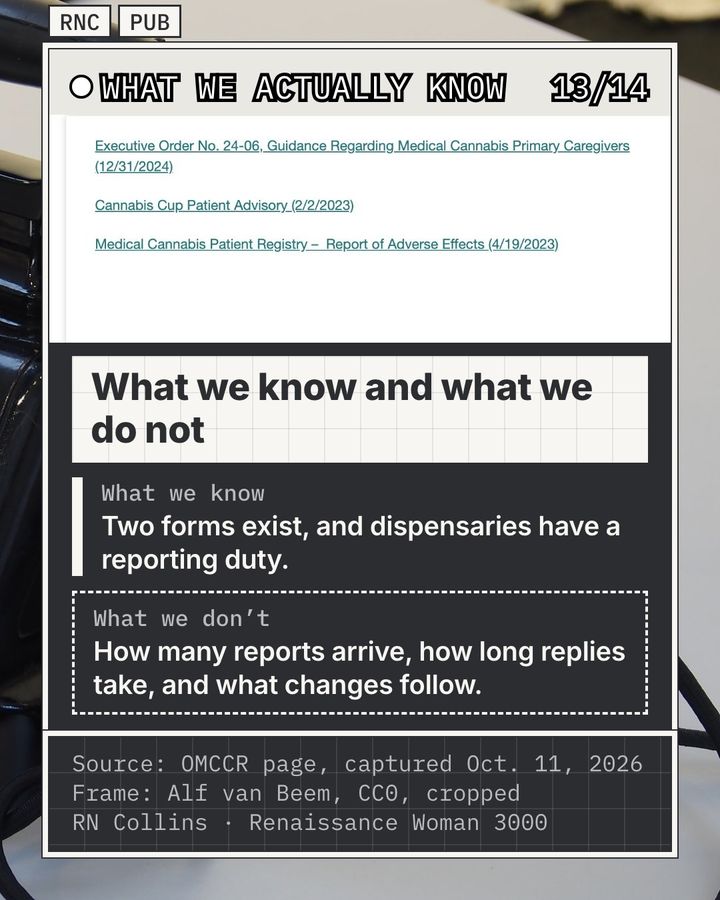 RNC PUB
WHAT WE ACTUALLY KNOW 13/14
Executive Order No. 24-06, Guidance Regarding Medical Cannabis Primary Caregivers
(12/31/2024)
Cannabis Cup Patient Advisory (2/2/2023)
Medical Cannabis Patient Registry – Report of Adverse Effects (4/19/2023)
What we know and what we
do not
What we know
Two forms exist, and dispensaries have a
reporting duty.
What we don’t
How many reports arrive, how long replies
take, and what changes follow.
Source: OMCCR page, captured Oct. 11, 2026
Frame: Alf van Beem, CC0, cropped
RN Collins · Renaissance Woman 3000